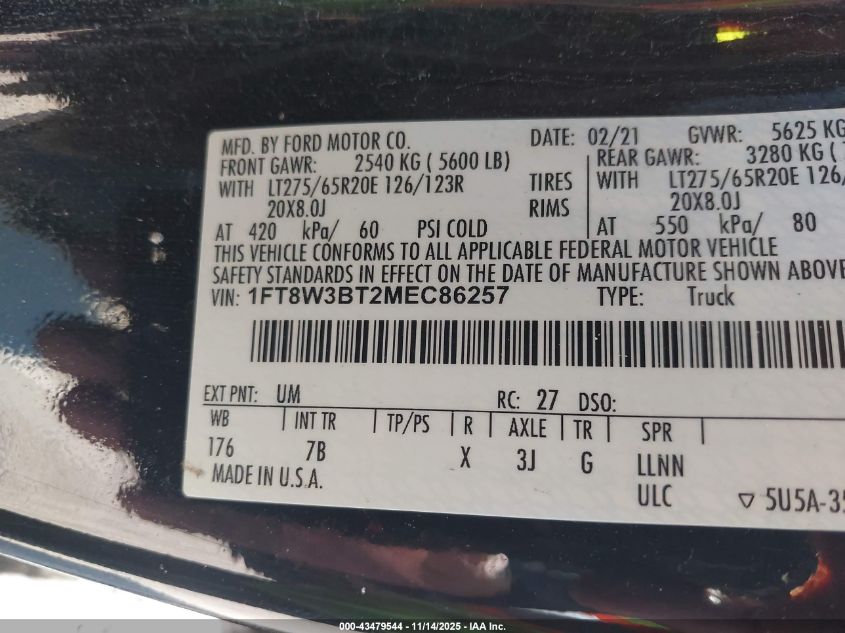 MFD. BY FORD MOTOR CO. DATE: 02/21 GVWR: 5625 KG
FRONT GAWR: 2540 KG ( 5600 LB) REAR GAWR: 3280 KG (
WITH LT275/65R20E 126/123R TIRES WITH LT275/65R20E 126/
20X8.0J RIMS 20X8.0J
AT 420 kPa/ 60 PSI COLD AT 550 kPa/ 80
THIS VEHICLE CONFORMS TO ALL APPLICABLE FEDERAL MOTOR VEHICLE
SAFETY STANDARDS IN EFFECT ON THE DATE OF MANUFACTURE SHOWN ABOVE
VIN: 1FT8W3BT2MEC86257 TYPE: Truck
EXT PNT: UM RC: 27 DSO:
WB INT TR TP/PS R AXLE TR SPR
176 7B X 3J G LLNN
MADE IN U.S.A. ULC ▽ 5U5A-35
000-43479544 - 11/14/2025 - IAA Inc.